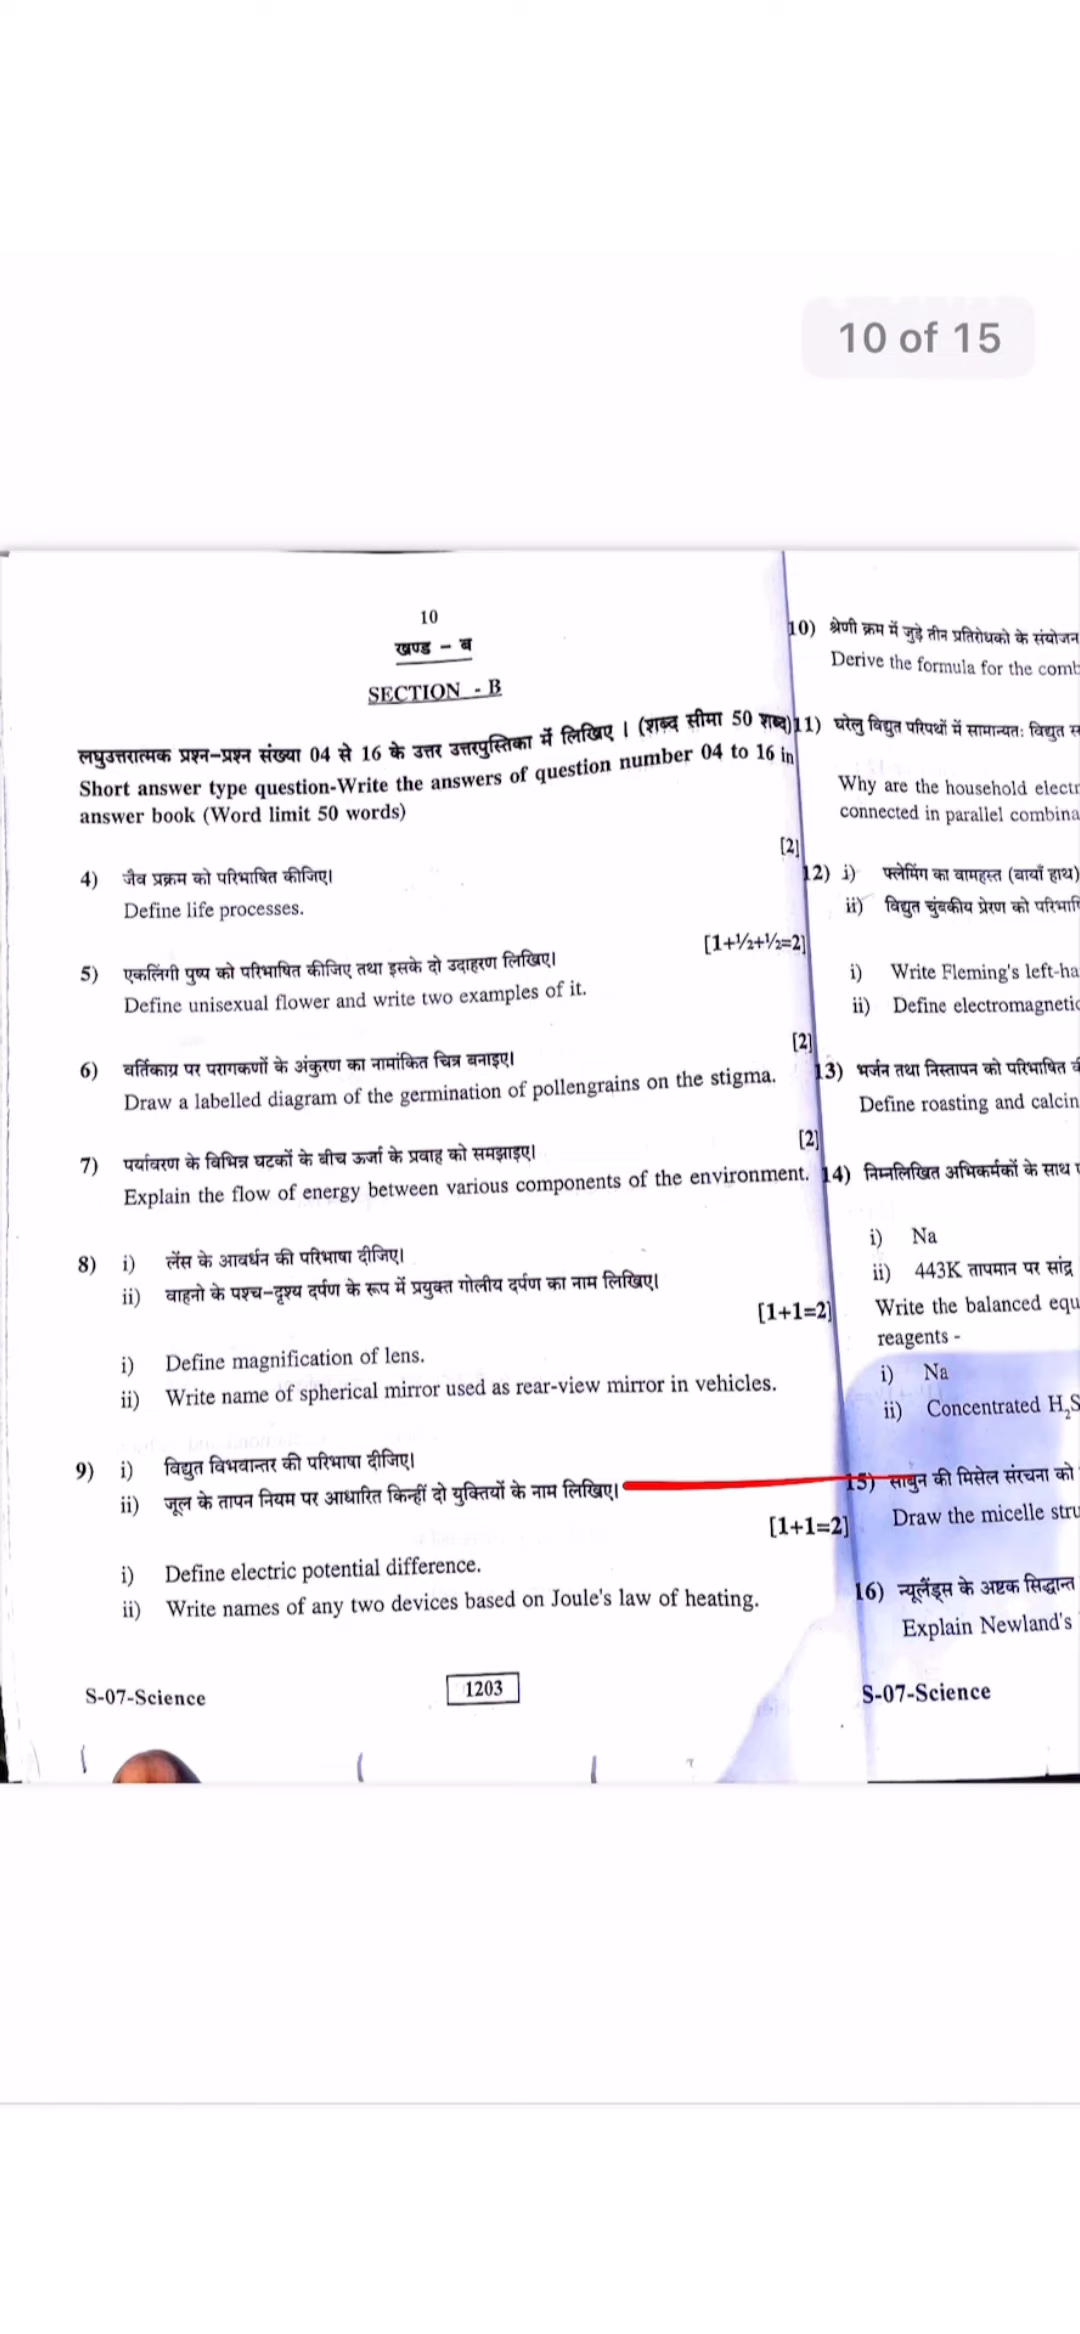 10 of 15
10
खण्ड - ब
SECTION - B
लघुउत्तरात्मक प्रश्न-प्रश्न संख्या 04 से 16 के उत्तर उत्तरपुस्तिका में लिखिए । (शब्द सीमा 50 शब्द)
Short answer type question-Write the answers of question number 04 to 16 in
answer book (Word limit 50 words)
4) जैव प्रक्रम को परिभाषित कीजिए। [2]
Define life processes.
5) एकलिंगी पुष्प को परिभाषित कीजिए तथा इसके दो उदाहरण लिखिए। [1+½+½=2]
Define unisexual flower and write two examples of it.
6) वर्तिकाग्र पर परागकणों के अंकुरण का नामांकित चित्र बनाइए। [2]
Draw a labelled diagram of the germination of pollengrains on the stigma.
7) पर्यावरण के विभिन्न घटकों के बीच ऊर्जा के प्रवाह को समझाइए। [2]
Explain the flow of energy between various components of the environment.
8) i) लेंस के आवर्धन की परिभाषा दीजिए।
ii) वाहनो के पश्च-दृश्य दर्पण के रूप में प्रयुक्त गोलीय दर्पण का नाम लिखिए।
[1+1=2]
i) Define magnification of lens.
ii) Write name of spherical mirror used as rear-view mirror in vehicles.
9) i) विद्युत विभवान्तर की परिभाषा दीजिए।
ii) जूल के तापन नियम पर आधारित किन्हीं दो युक्तियों के नाम लिखिए।
[1+1=2]
i) Define electric potential difference.
ii) Write names of any two devices based on Joule's law of heating.
S-07-Science
1203
10) श्रेणी क्रम में जुड़े तीन प्रतिरोधको के संयोजन
Derive the formula for the comb
11) घरेलु विद्युत परिपथों में सामान्यतः विद्युत
Why are the household electr
connected in parallel combina
12) i) फ्लेमिंग का वामहस्त (बायाँ हाथ)
ii) विद्युत चुंबकीय प्रेरण को
i) Write Fleming's left-ha
ii) Define electromagnetic
13) भर्जन तथा निस्तापन को परिभाषित
Define roasting and calcin
14) निम्नलिखित अभिकर्मकों के साथ
i) Na
ii) 443K तापमान पर सांद्र
Write the balanced equ
reagents -
i) Na
ii) Concentrated H₂S
15) साबुन की मिसेल संरचना को
Draw the micelle stru
16) न्यूलैंड्स के अष्टक सिद्धान्त
Explain Newland's
S-07-Science